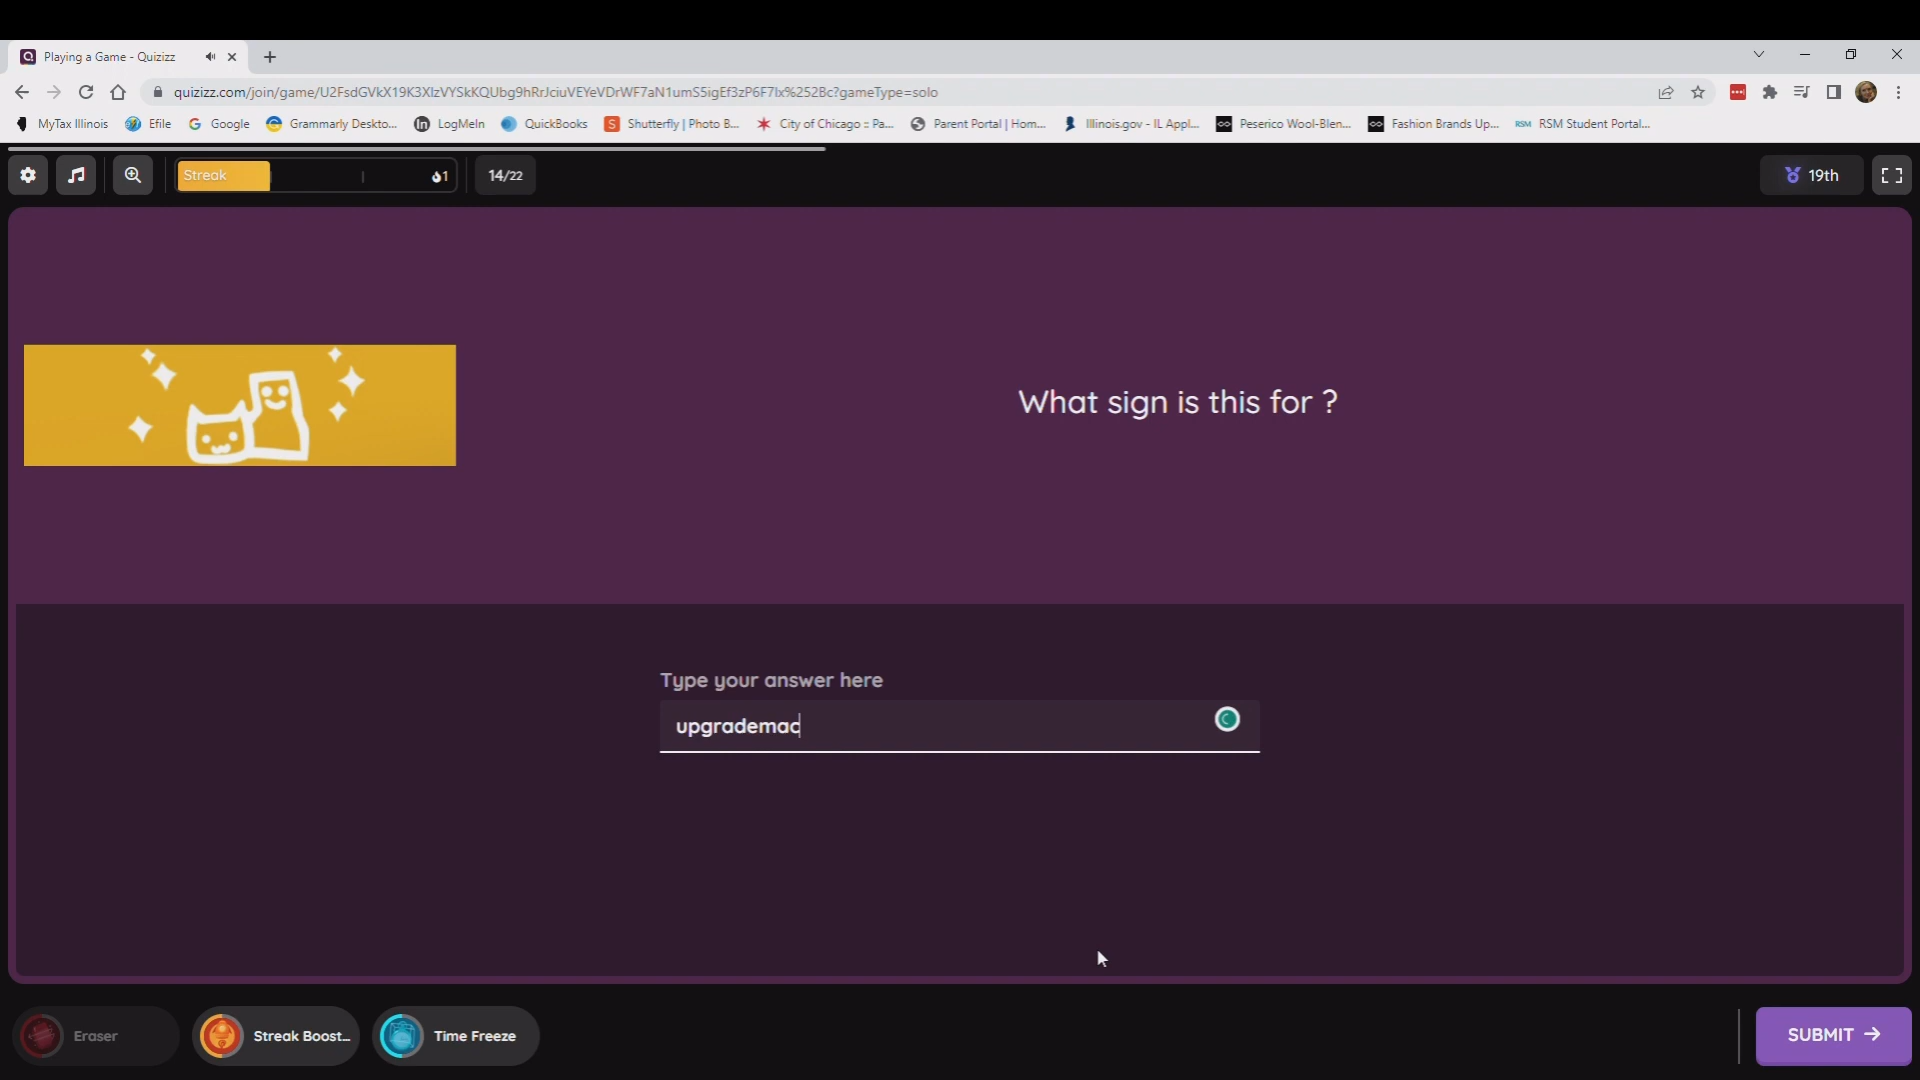 Playing a Game - Quizizz
quizizz.com/join/game/U2FsdGVkX19K3XIzVYSkKQUbg9hRrJciuVEYeVDrWF7aN1umS5igEf3zP6F7Ix%252Bc?gameType=solo
MyTax Illinois Efile Google Grammarly Deskto... LogMeIn QuickBooks Shutterfly | Photo B... City of Chicago :: Pa... Parent Portal | Hom... Illinois.gov - IL Appl... Peserico Wool-Blen... Fashion Brands Up... RSM Student Portal...
Streak 1 14/22 19th
What sign is this for ?
Type your answer here
upgrademac
Eraser Streak Boost... Time Freeze SUBMIT